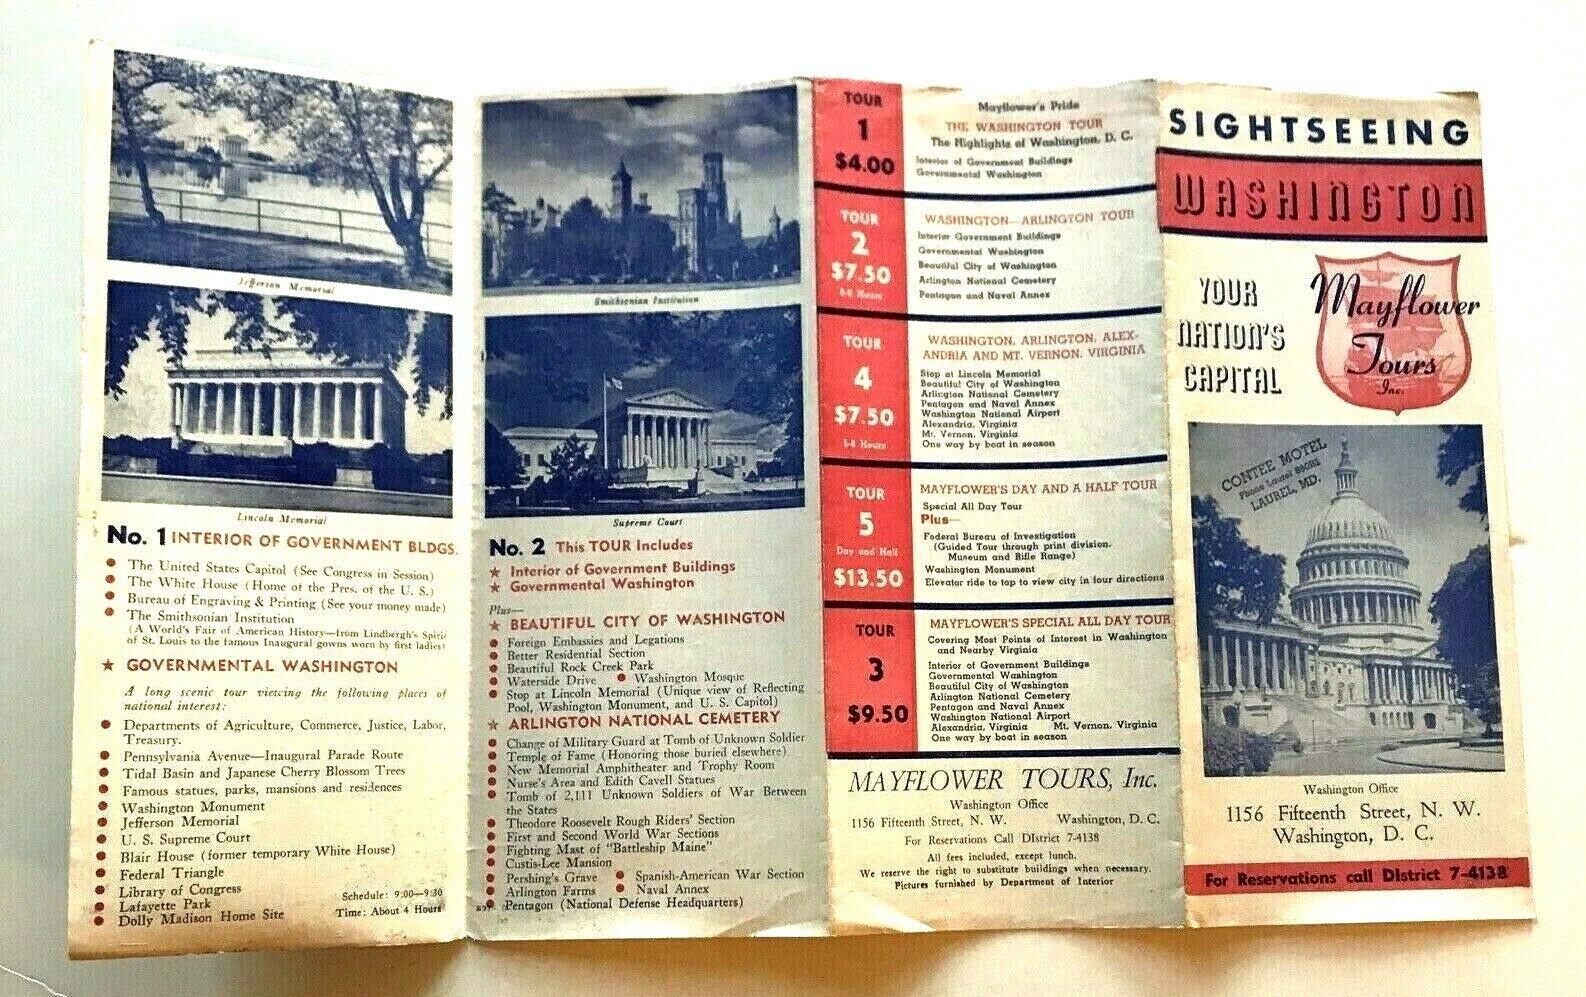 Jefferson Memorial
Lincoln Memorial
No. 1 INTERIOR OF GOVERNMENT BLDGS.
The United States Capitol (See Congress in Session)
The White House (Home of the Pres. of the U. S.)
Bureau of Engraving & Printing (See your money made)
The Smithsonian Institution
(A World's Fair of American History—from Lindbergh's Spirit
of St. Louis to the famous Inaugural gowns worn by first ladies)
★ GOVERNMENTAL WASHINGTON
A long scenic tour viewing the following places of
national interest:
Departments of Agriculture, Commerce, Justice, Labor,
Treasury.
Pennsylvania Avenue—Inaugural Parade Route
Tidal Basin and Japanese Cherry Blossom Trees
Famous statues, parks, mansions and residences
Washington Monument
Jefferson Memorial
U. S. Supreme Court
Blair House (former temporary White House)
Federal Triangle
Library of Congress
Lafayette Park
Dolly Madison Home Site
Schedule: 9:00—9:30
Time: About 4 Hours
Smithsonian Institution
Supreme Court
No. 2 This TOUR Includes
★ Interior of Government Buildings
★ Governmental Washington
Plus—
★ BEAUTIFUL CITY OF WASHINGTON
Foreign Embassies and Legations
Better Residential Section
Beautiful Rock Creek Park
Waterside Drive • Washington Mosque
Stop at Lincoln Memorial (Unique view of Reflecting
Pool, Washington Monument, and U. S. Capitol)
★ ARLINGTON NATIONAL CEMETERY
Change of Military Guard at Tomb of Unknown Soldier
Temple of Fame (Honoring those buried elsewhere)
New Memorial Amphitheater and Trophy Room
Nurse's Area and Edith Cavell Statues
Tomb of 2,111 Unknown Soldiers of War Between
the States
Theodore Roosevelt Rough Riders' Section
First and Second World War Sections
Fighting Mast of "Battleship Maine"
Custis-Lee Mansion
Pershing's Grave • Spanish-American War Section
Arlington Farms • Naval Annex
Pentagon (National Defense Headquarters)
TOUR
1
$4.00
Mayflower's Pride
THE WASHINGTON TOUR
The Highlights of Washington, D. C.
Interior of Government Buildings
Governmental Washington
TOUR
2
$7.50
WASHINGTON—ARLINGTON TOUR
Interior Government Buildings
Governmental Washington
Beautiful City of Washington
Arlington National Cemetery
Pentagon and Naval Annex
TOUR
4
$7.50
Hours
WASHINGTON, ARLINGTON, ALEX-
ANDRIA AND MT. VERNON, VIRGINIA
Stop at Lincoln Memorial
Beautiful City of Washington
Arlington National Cemetery
Pentagon and Naval Annex
Washington National Airport
Alexandria, Virginia
Mt. Vernon, Virginia
One way by boat in season
TOUR
5
Day and Half
$13.50
MAYFLOWER'S DAY AND A HALF TOUR
Special All Day Tour
Plus—
Federal Bureau of Investigation
(Guided Tour through print division,
Museum and Rifle Range)
Washington Monument
Elevator ride to top to view city in four directions
TOUR
3
$9.50
MAYFLOWER'S SPECIAL ALL DAY TOUR
Covering Most Points of Interest in Washington
and Nearby Virginia
Interior of Government Buildings
Governmental Washington
Beautiful City of Washington
Arlington National Cemetery
Pentagon and Naval Annex
Washington National Airport
Alexandria, Virginia Mt. Vernon, Virginia
One way by boat in season
MAYFLOWER TOURS, Inc.
Washington Office
1156 Fifteenth Street, N. W. Washington, D. C.
For Reservations Call DIstrict 7-4138
All fees included, except lunch.
We reserve the right to substitute buildings when necessary.
Pictures furnished by Department of Interior
SIGHTSEEING
WASHINGTON
YOUR
NATION'S
CAPITAL
Mayflower
Tours
Inc.
CONTEE MOTEL
Phone Laurel
LAUREL, MD.
Washington Office
1156 Fifteenth Street, N. W.
Washington, D. C.
For Reservations call DIstrict 7-4138